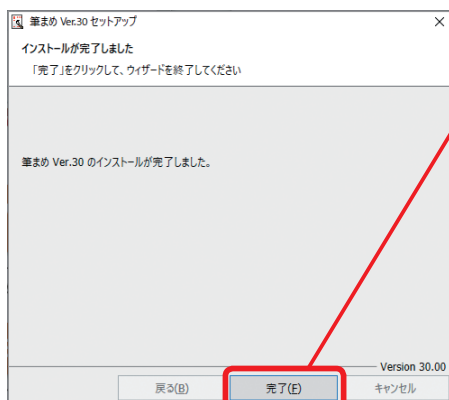 筆まめ Ver.30 セットアップ
インストールが完了しました
「完了」をクリックして、ウィザードを終了してください
筆まめ Ver.30 のインストールが完了しました。
Version 30.00
戻る(B)
完了(F)
キャンセル